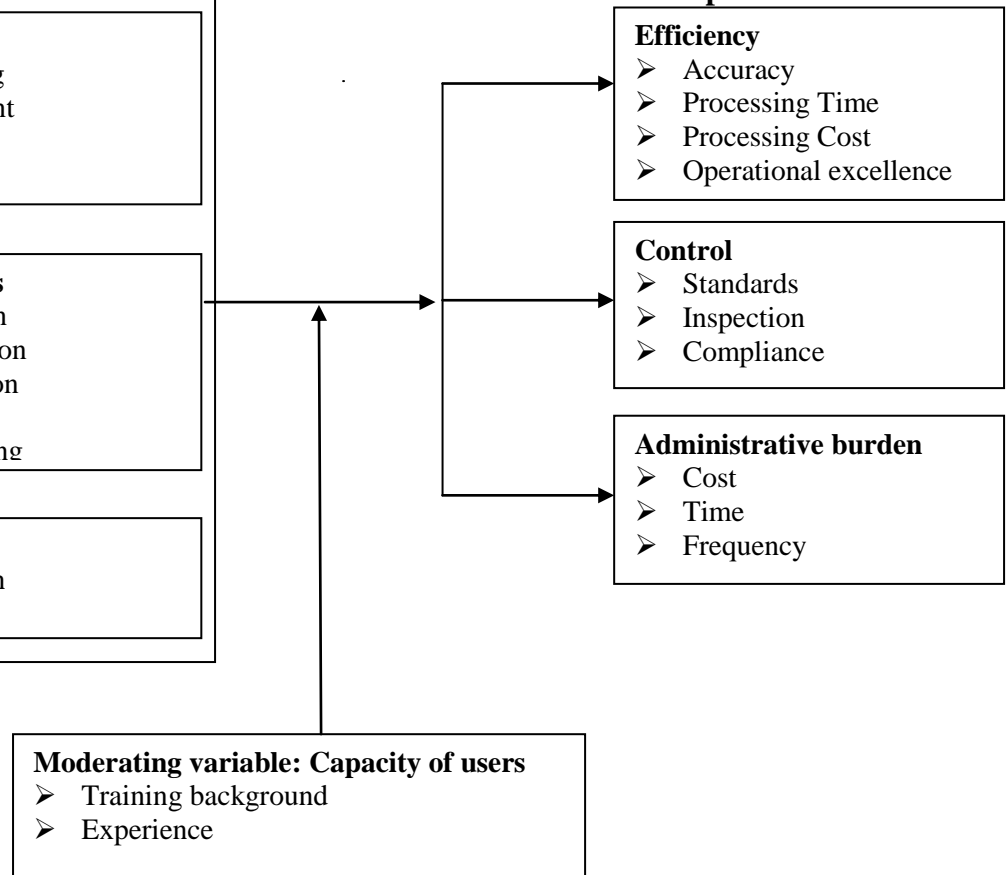 Efficiency
➢ Accuracy
➢ Processing Time
➢ Processing Cost
➢ Operational excellence
Control
➢ Standards
➢ Inspection
➢ Compliance
Administrative burden
➢ Cost
➢ Time
➢ Frequency
Moderating variable: Capacity of users
➢ Training background
➢ Experience